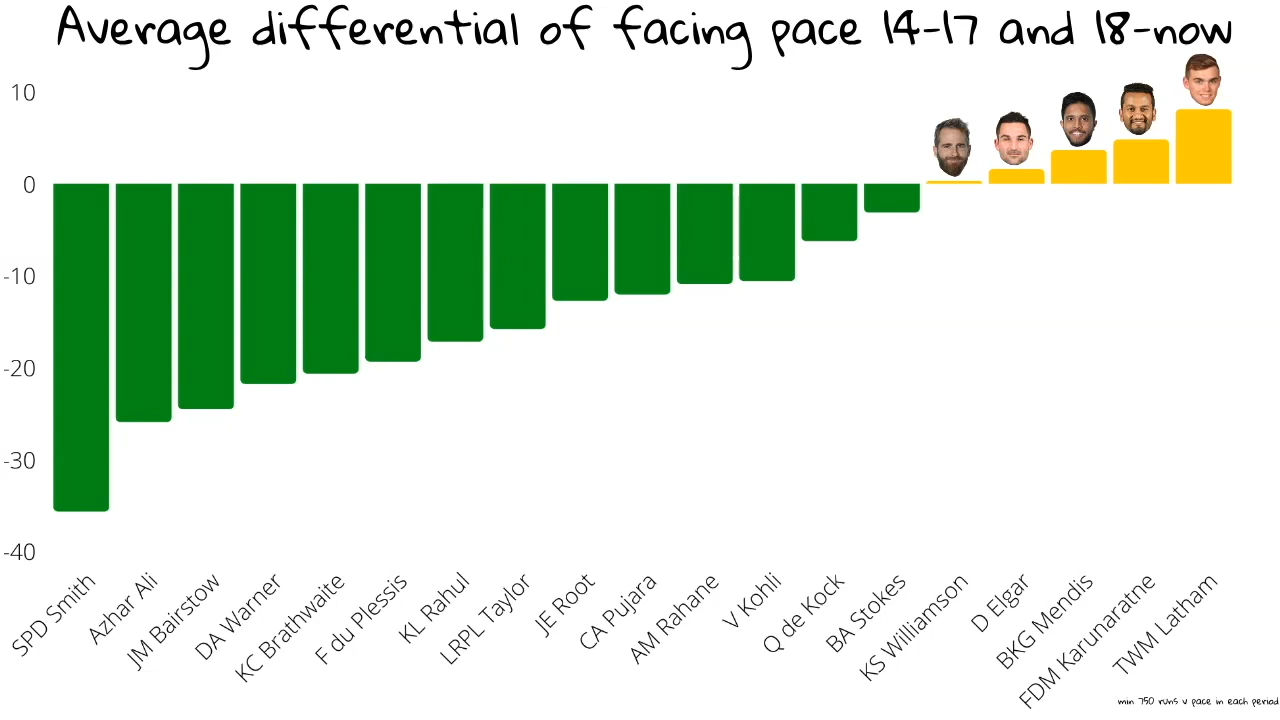 Average differential of facing pace 14-17 and 18-now
10
0
-10
-20
-30
-40
SPD Smith
Azhar Ali
JM Bairstow
DA Warner
KC Brathwaite
F du Plessis
KL Rahul
LRPL Taylor
JE Root
CA Pujara
AM Rahane
V Kohli
Q de Kock
BA Stokes
KS Williamson
D Elgar
BKG Mendis
FDM Karunaratne
TWM Latham
min 750 runs v pace in each period